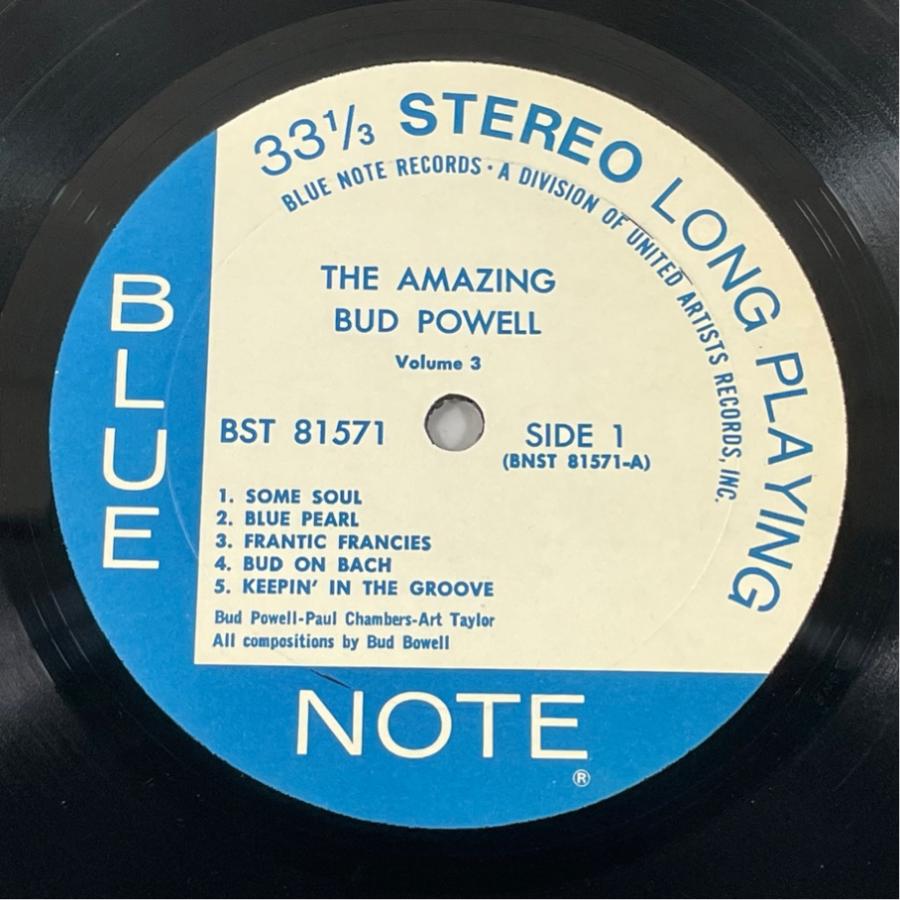 33⅓ STEREO LONG PLAYING
BLUE NOTE RECORDS · A DIVISION OF UNITED ARTISTS RECORDS, INC.
THE AMAZING
BUD POWELL
Volume 3
BST 81571
SIDE 1
(BNST 81571-A)
1. SOME SOUL
2. BLUE PEARL
3. FRANTIC FRANCIES
4. BUD ON BACH
5. KEEPIN' IN THE GROOVE
Bud Powell-Paul Chambers-Art Taylor
All compositions by Bud Bowell
BLUE
NOTE
®